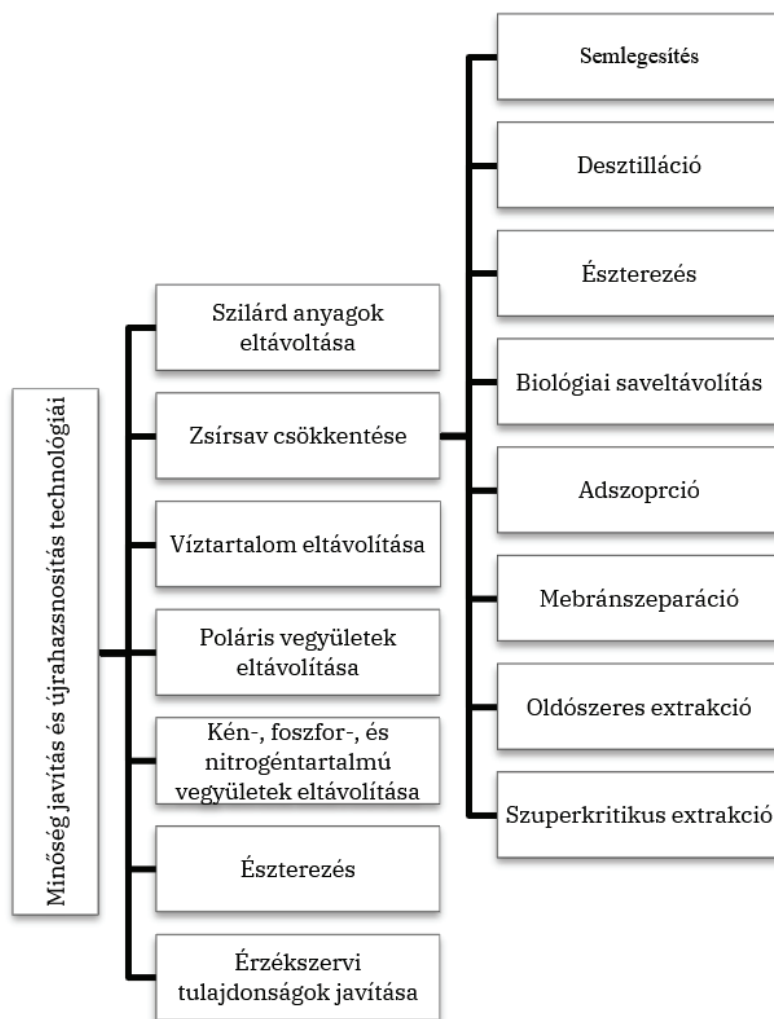 Minőség javítás és újrahazsnosítás technológiái
Szilárd anyagok
eltávoltása
Zsírsav csökkentése
Víztartalom eltávolítása
Poláris vegyületek
eltávolítása
Kén-, foszfor-, és
nitrogéntartalmú
vegyületek eltávolítása
Észterezés
Érzékszervi
tulajdonságok javítása
Semlegesítés
Desztilláció
Észterezés
Biológiai saveltávolítás
Adszoprció
Mebránszeparáció
Oldószeres extrakció
Szuperkritikus extrakció